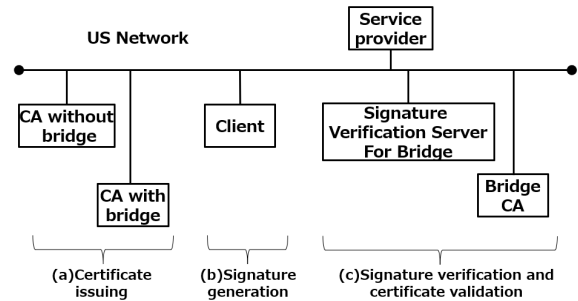 US Network
Service
provider
CA without
bridge
Client
Signature
Verification Server
For Bridge
CA with
bridge
Bridge
CA
(a)Certificate
issuing
(b)Signature
generation
(c)Signature verification and
certificate validation